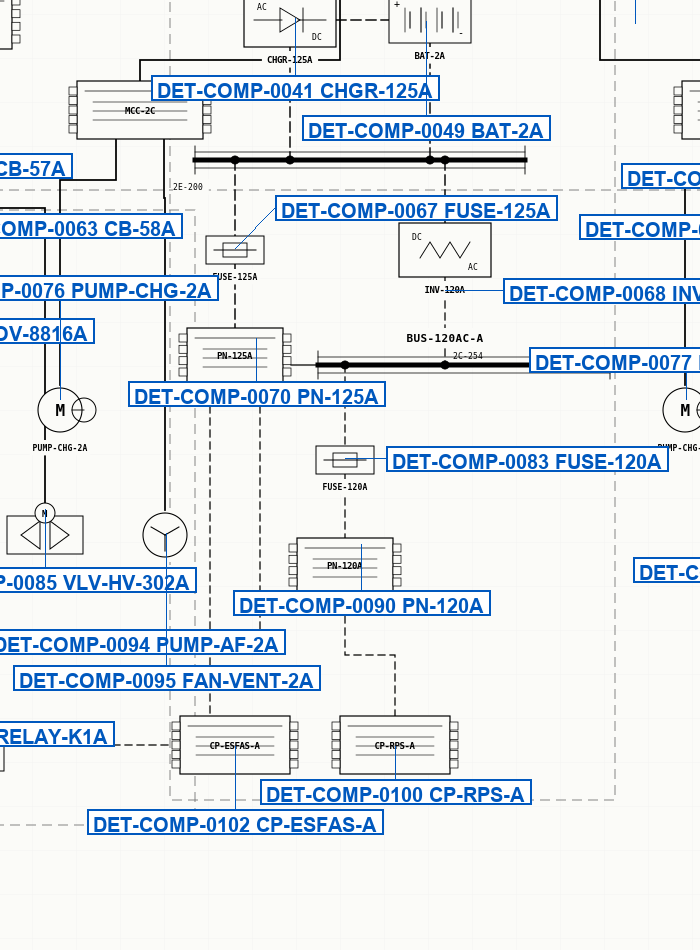 AC
DC
+
-
CHGR-125A
BAT-2A
DET-COMP-0041 CHGR-125A
MCC-2C
DET-COMP-0049 BAT-2A
CB-57A
DET-CO
2E-200
DET-COMP-0067 FUSE-125A
OMP-0063 CB-58A
DET-COMP-
DC
AC
FUSE-125A
P-0076 PUMP-CHG-2A
INV-120A
DET-COMP-0068 INV
V-8816A
BUS-120AC-A
PN-125A
2C-254
DET-COMP-0077
DET-COMP-0070 PN-125A
M
M
PUMP-CHG-2A
DET-COMP-0083 FUSE-120A
FUSE-120A
M
PN-120A
P-0085 VLV-HV-302A
DET-C
DET-COMP-0090 PN-120A
DET-COMP-0094 PUMP-AF-2A
DET-COMP-0095 FAN-VENT-2A
RELAY-K1A
CP-ESFAS-A
CP-RPS-A
DET-COMP-0100 CP-RPS-A
DET-COMP-0102 CP-ESFAS-A